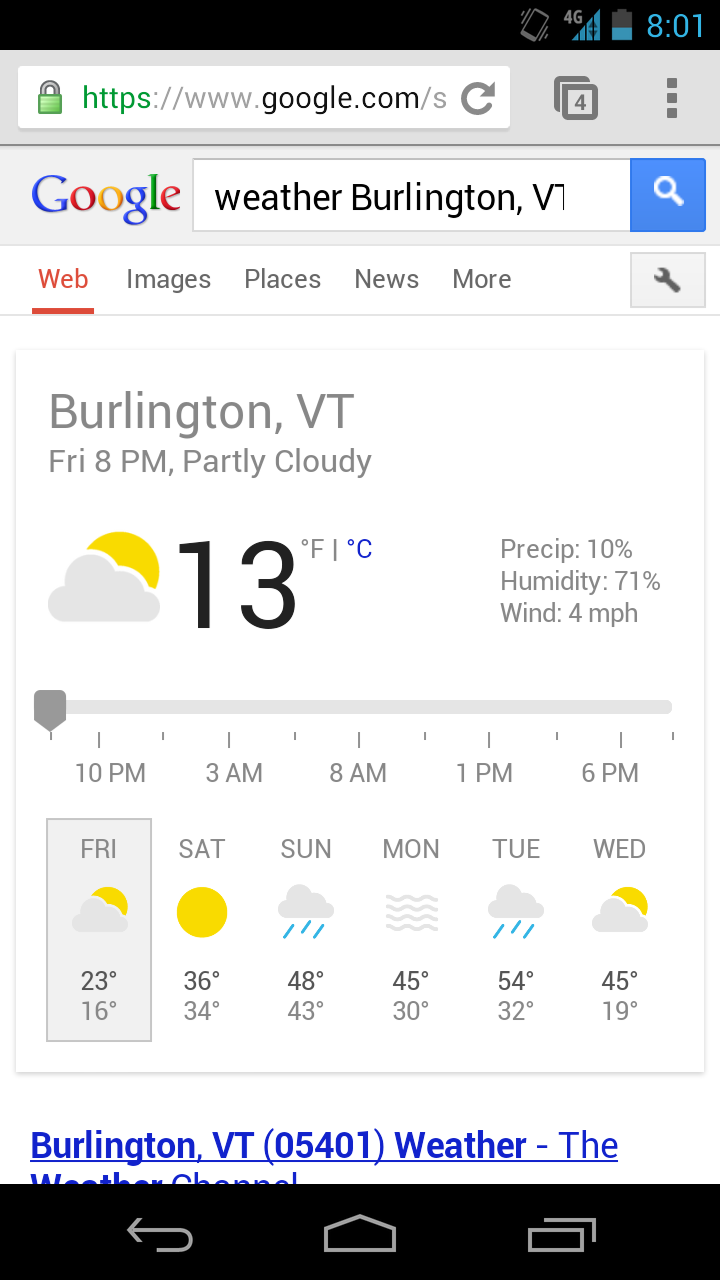 4G 8:01
https://www.google.com/s 4
Google weather Burlington, VT
Web Images Places News More
Burlington, VT
Fri 8 PM, Partly Cloudy
13 °F | °C
Precip: 10%
Humidity: 71%
Wind: 4 mph
10 PM 3 AM 8 AM 1 PM 6 PM
FRI SAT SUN MON TUE WED
23° 36° 48° 45° 54° 45°
16° 34° 43° 30° 32° 19°
Burlington, VT (05401) Weather - The
Weather Channel